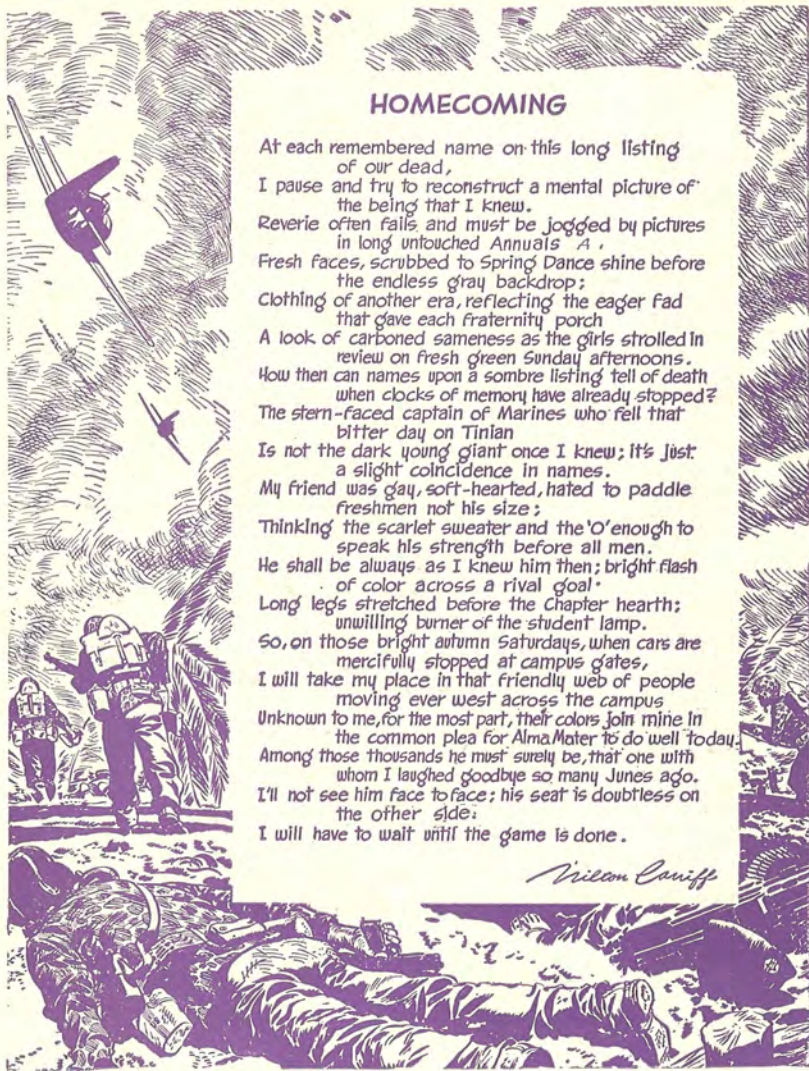 HOMECOMING
At each remembered name on this long listing
of our dead,
I pause and try to reconstruct a mental picture of
the being that I knew.
Reverie often fails and must be jogged by pictures
in long untouched Annuals A.
Fresh faces, scrubbed to Spring Dance shine before
the endless gray backdrop;
Clothing of another era, reflecting the eager fad
that gave each fraternity porch
A look of carboned sameness as the girls strolled in
review on fresh green Sunday afternoons.
How then can names upon a sombre listing tell of death
when clocks of memory have already stopped?
The stern-faced captain of Marines who fell that
bitter day on Tinian
Is not the dark young giant once I knew; it's just
a slight coincidence in names.
My friend was gay, soft-hearted, hated to paddle
freshmen not his size;
Thinking the scarlet sweater and the 'O' enough to
speak his strength before all men.
He shall be always as I knew him then; bright flash
of color across a rival goal.
Long legs stretched before the Chapter hearth;
unwilling burner of the student lamp.
So, on those bright autumn Saturdays, when cars are
mercifully stopped at campus gates,
I will take my place in that friendly web of people
moving ever west across the campus
Unknown to me, for the most part, their colors join mine in
the common plea for Alma Mater to do well today.
Among those thousands he must surely be, that one with
whom I laughed goodbye so many Junes ago.
I'll not see him face to face; his seat is doubtless on
the other side:
I will have to wait until the game is done.
Milton Caniff